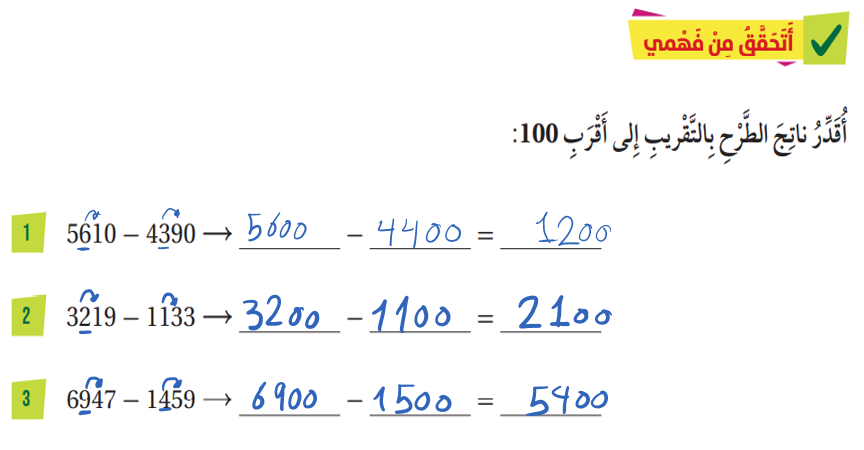 أَتَحَقَّقُ مِنْ فَهْمي
أُقَدِّرُ ناتِجَ الطَّرْحِ بِالتَّقْريبِ إِلى أَقْرَبِ 100:
1 5610 – 4390 → 5600 – 4400 = 1200
2 3219 – 1133 → 3200 – 1100 = 2100
3 6947 – 1459 → 6900 – 1500 = 5400